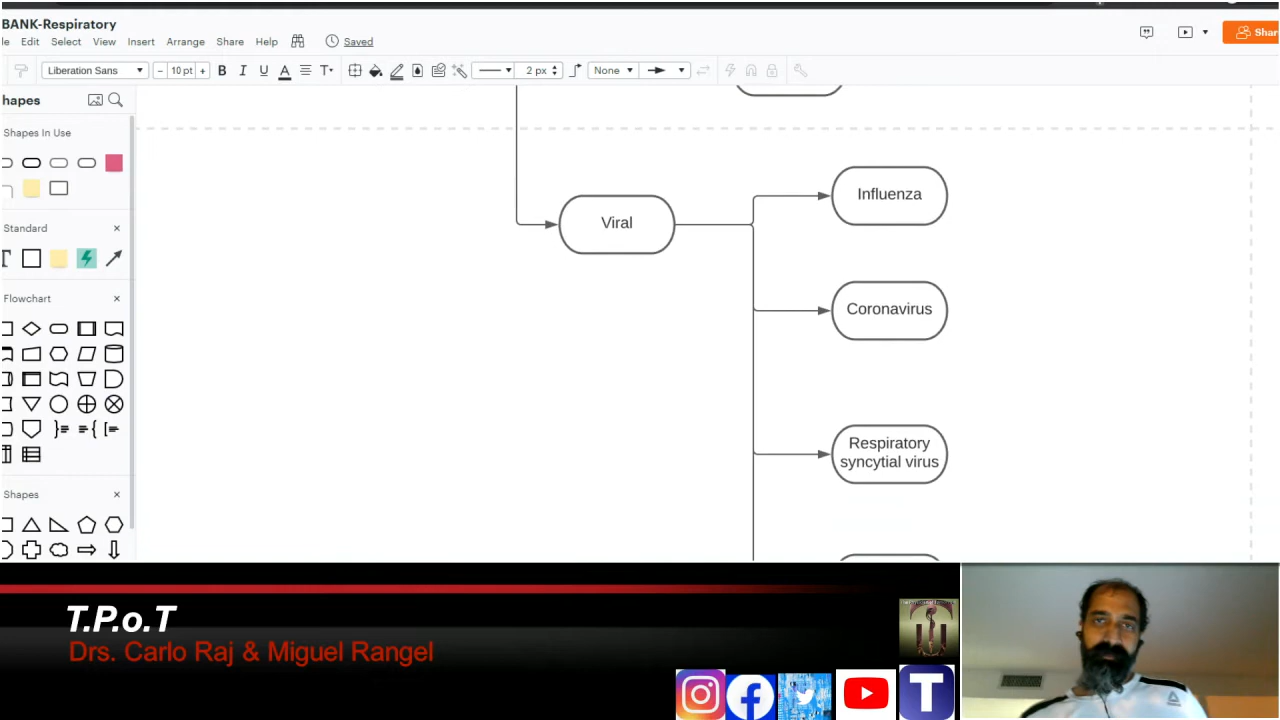 BANK-Respiratory
le Edit Select View Insert Arrange Share Help Saved
Shar
Liberation Sans - 10 pt + B I U A T 2 px None
hapes
Shapes In Use
Standard
T
Flowchart
Shapes
Viral
Influenza
Coronavirus
Respiratory
syncytial virus
T.P.o.T
Drs. Carlo Raj & Miguel Rangel
T